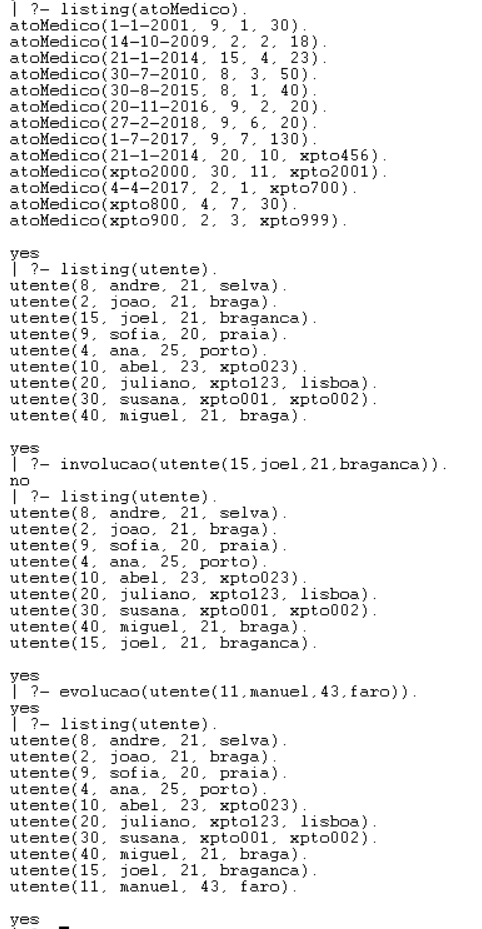 | ?- listing(atoMedico).
atoMedico(1-1-2001, 9, 1, 30).
atoMedico(14-10-2009, 2, 2, 18).
atoMedico(21-1-2014, 15, 4, 23).
atoMedico(30-7-2010, 8, 3, 50).
atoMedico(30-8-2015, 8, 1, 40).
atoMedico(20-11-2016, 9, 2, 20).
atoMedico(27-2-2018, 9, 6, 20).
atoMedico(1-7-2017, 9, 7, 130).
atoMedico(21-1-2014, 20, 10, xpto456).
atoMedico(xpto2000, 30, 11, xpto2001).
atoMedico(4-4-2017, 2, 1, xpto700).
atoMedico(xpto800, 4, 7, 30).
atoMedico(xpto900, 2, 3, xpto999).
yes
| ?- listing(utente).
utente(8, andre, 21, selva).
utente(2, joao, 21, braga).
utente(15, joel, 21, braganca).
utente(9, sofia, 20, praia).
utente(4, ana, 25, porto).
utente(10, abel, 23, xpto023).
utente(20, juliano, xpto123, lisboa).
utente(30, susana, xpto001, xpto002).
utente(40, miguel, 21, braga).
yes
| ?- involucao(utente(15,joel,21,braganca)).
no
| ?- listing(utente).
utente(8, andre, 21, selva).
utente(2, joao, 21, braga).
utente(9, sofia, 20, praia).
utente(4, ana, 25, porto).
utente(10, abel, 23, xpto023).
utente(20, juliano, xpto123, lisboa).
utente(30, susana, xpto001, xpto002).
utente(40, miguel, 21, braga).
utente(15, joel, 21, braganca).
yes
| ?- evolucao(utente(11,manuel,43,faro)).
yes
| ?- listing(utente).
utente(8, andre, 21, selva).
utente(2, joao, 21, braga).
utente(9, sofia, 20, praia).
utente(4, ana, 25, porto).
utente(10, abel, 23, xpto023).
utente(20, juliano, xpto123, lisboa).
utente(30, susana, xpto001, xpto002).
utente(40, miguel, 21, braga).
utente(15, joel, 21, braganca).
utente(11, manuel, 43, faro).
yes